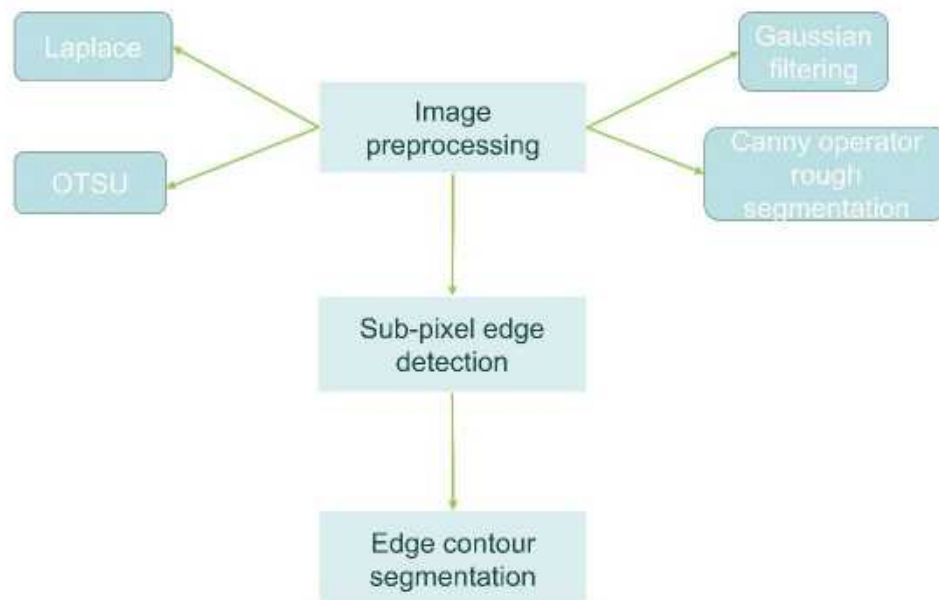 Laplace
Gaussian
filtering
Image
preprocessing
OTSU
Canny operator
rough
segmentation
Sub-pixel edge
detection
Edge contour
segmentation